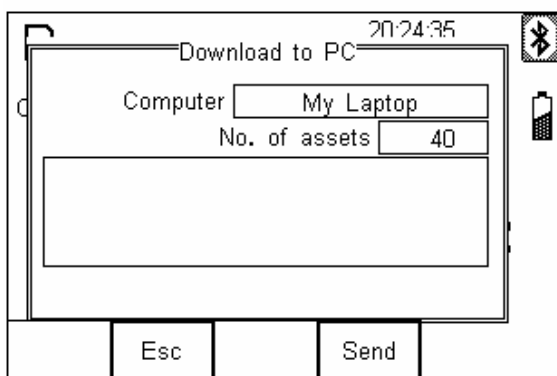 20:24:35
Download to PC
Computer My Laptop
No. of assets 40
Esc Send